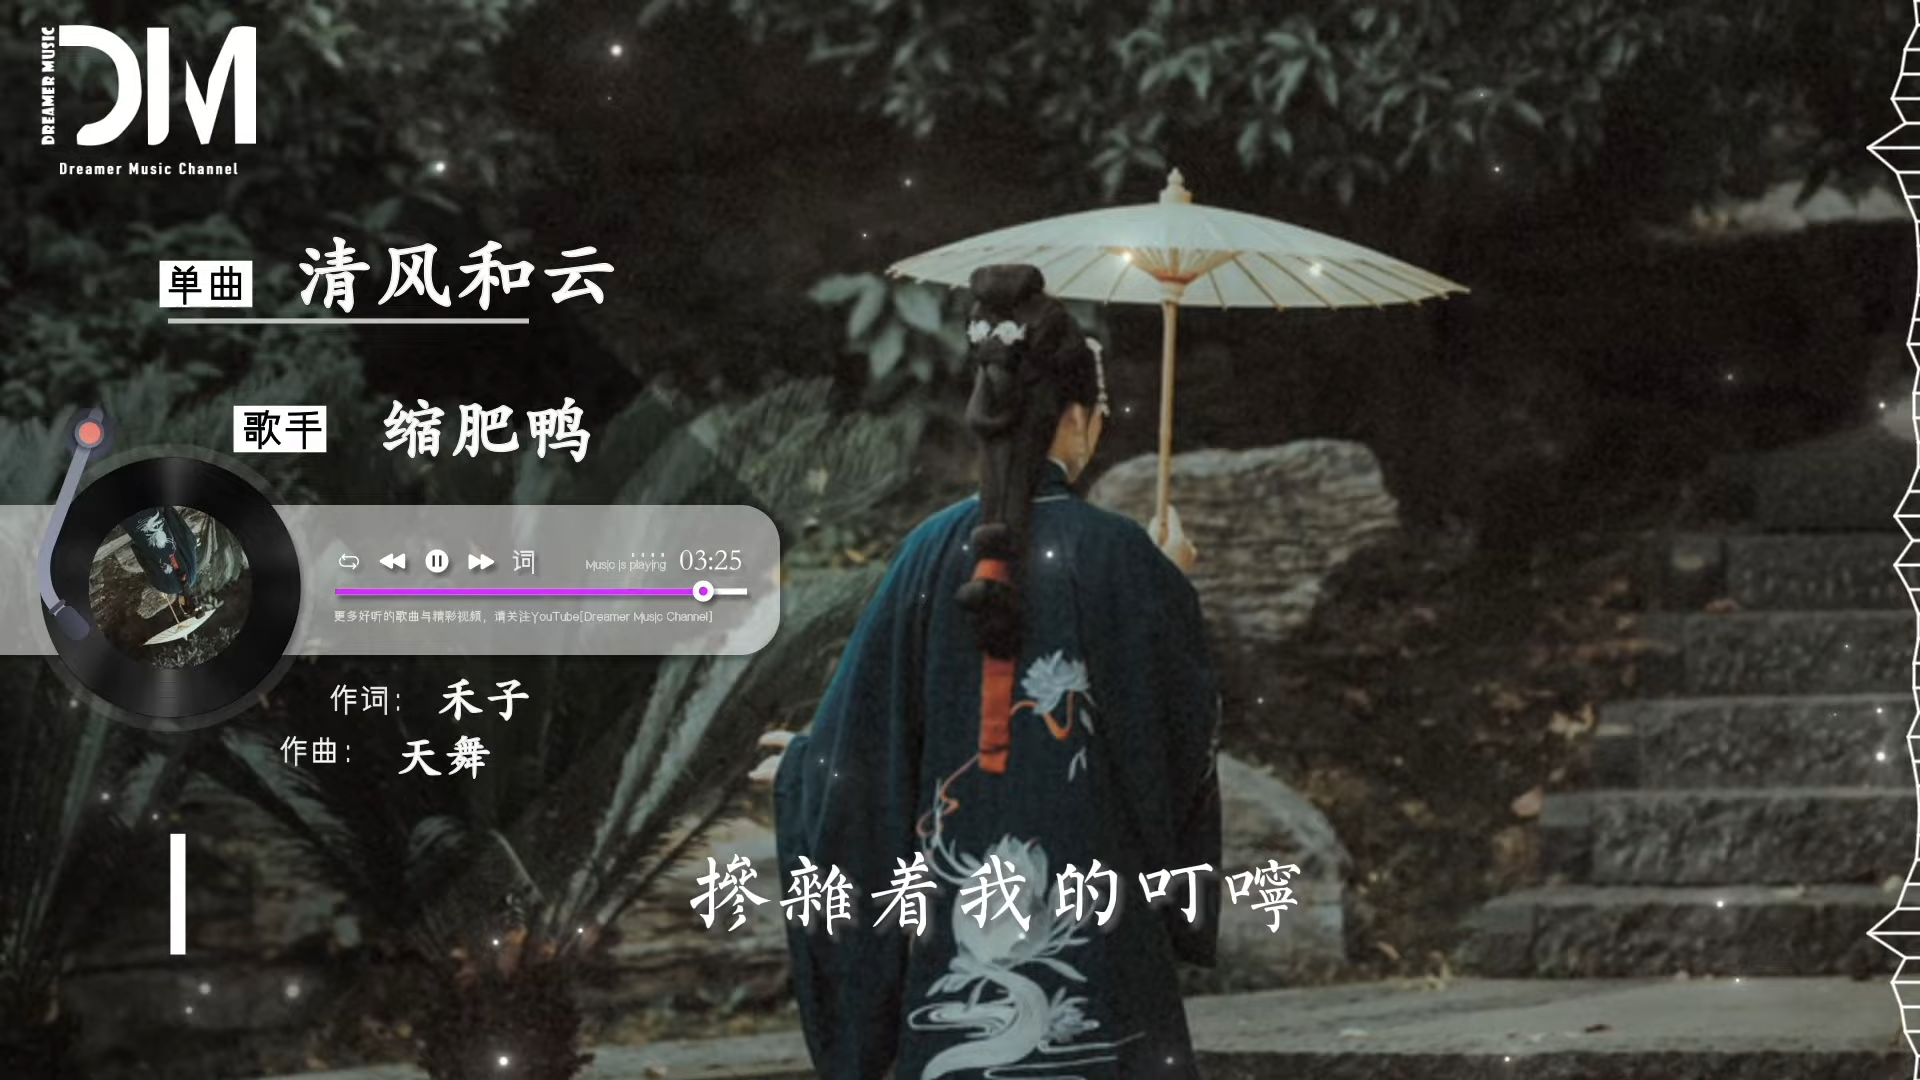 DREAMER MUSIC
DM
Dreamer Music Channel
单曲 清风和云
歌手 缩肥鸭
词 Music is playing 03:25
更多好听的歌曲与精彩视频，请关注YouTube[Dreamer Music Channel]
作词： 禾子
作曲： 天舞
摻雜着我的叮嚀